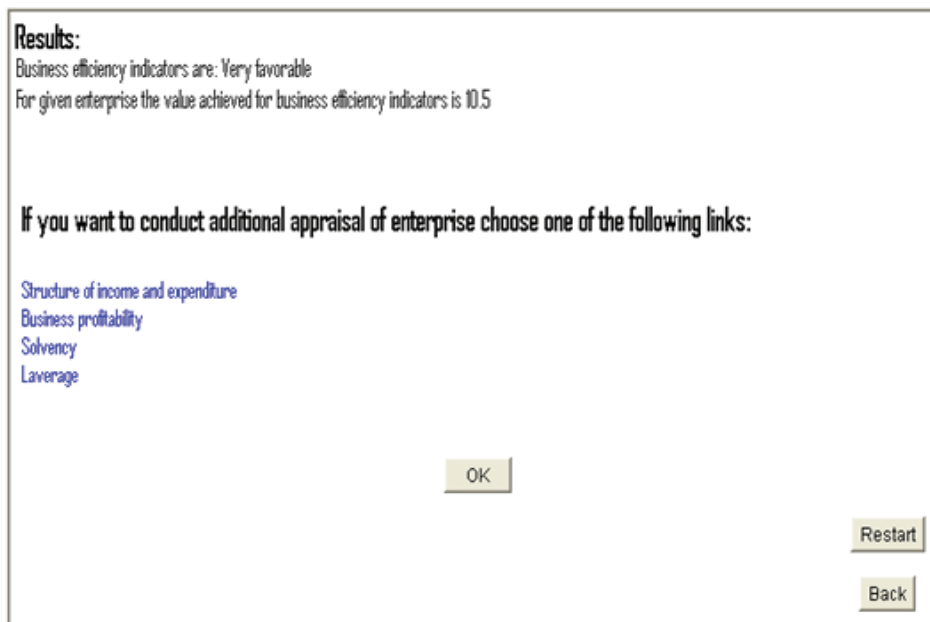 Results:
Business efficiency indicators are: Very favorable
For given enterprise the value achieved for business efficiency indicators is 10.5
If you want to conduct additional appraisal of enterprise choose one of the following links:
Structure of income and expenditure
Business profitability
Solvency
Laverage
OK
Restart
Back